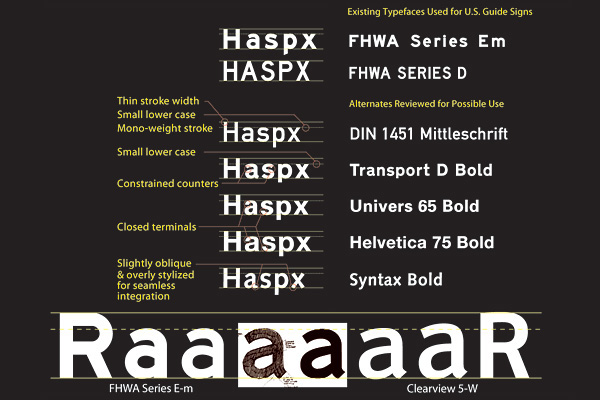 Existing Typefaces Used for U.S. Guide Signs
Haspx FHWA Series Em
HASPX FHWA SERIES D
Alternates Reviewed for Possible Use
Thin stroke width
Small lower case
Mono-weight stroke
Haspx DIN 1451 Mittleschrift
Small lower case
Haspx Transport D Bold
Constrained counters
Haspx Univers 65 Bold
Closed terminals
Haspx Helvetica 75 Bold
Slightly oblique
& overly stylized
for seamless
integration
Haspx Syntax Bold
RaaaaaaR
FHWA Series E-m
Clearview 5-W